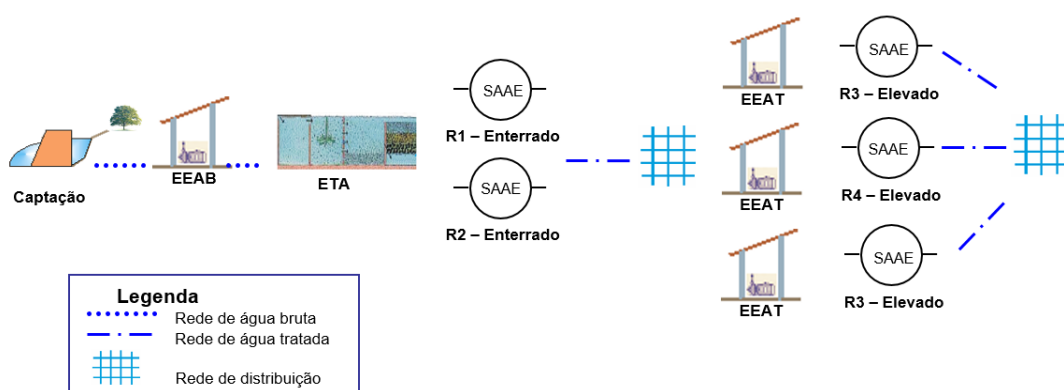 Captação
EEAB
ETA
SAAE
R1 – Enterrado
SAAE
R2 – Enterrado
EEAT
SAAE
R3 – Elevado
EEAT
SAAE
R4 – Elevado
EEAT
SAAE
R3 – Elevado
Legenda
Rede de água bruta
Rede de água tratada
Rede de distribuição